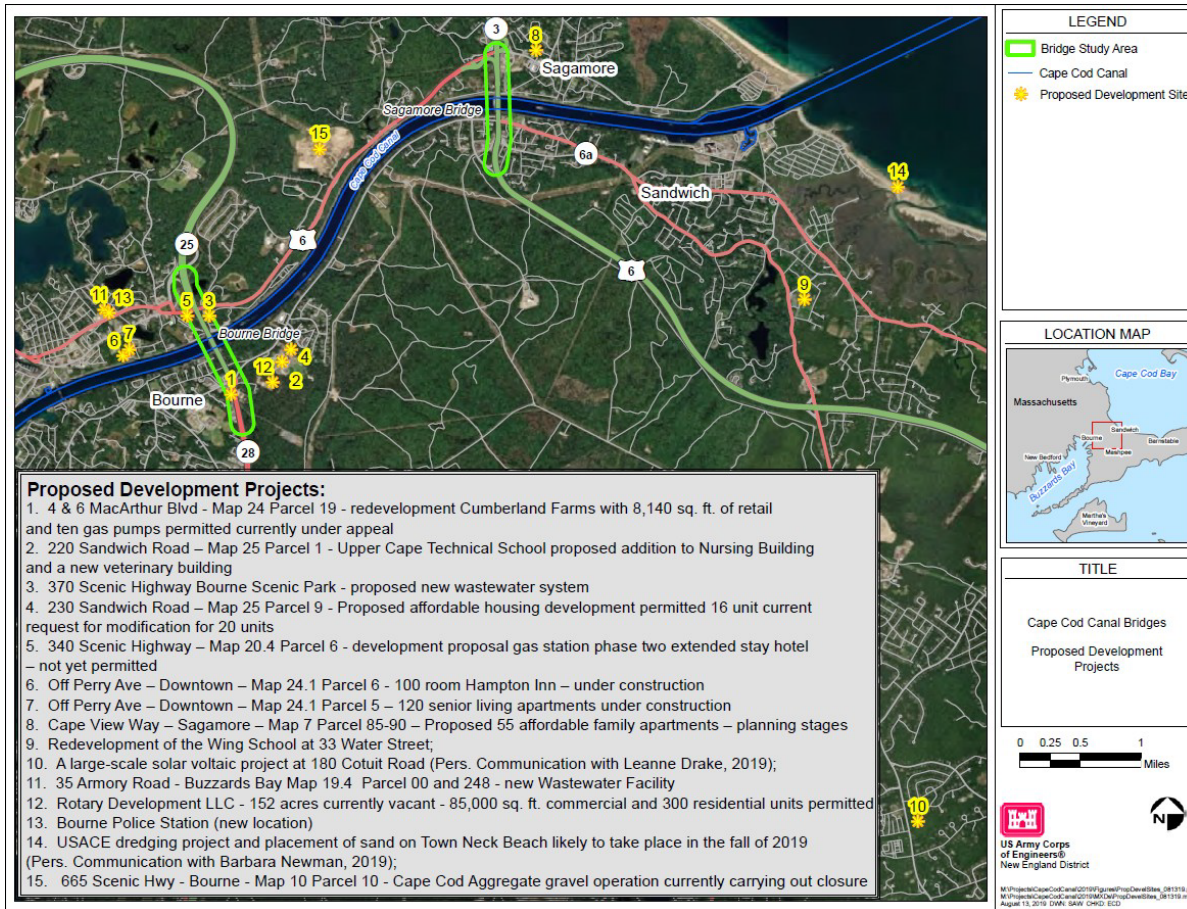 3
8
Sagamore
Sagamore Bridge
15
Cape Cod Canal
6a
14
Sandwich
25
6
6
9
11
13
5
3
Bourne Bridge
7
6
4
12
2
1
Bourne
28
10
Proposed Development Projects:
1. 4 & 6 MacArthur Blvd - Map 24 Parcel 19 - redevelopment Cumberland Farms with 8,140 sq. ft. of retail
and ten gas pumps permitted currently under appeal
2. 220 Sandwich Road – Map 25 Parcel 1 - Upper Cape Technical School proposed addition to Nursing Building
and a new veterinary building
3. 370 Scenic Highway Bourne Scenic Park - proposed new wastewater system
4. 230 Sandwich Road – Map 25 Parcel 9 - Proposed affordable housing development permitted 16 unit current
request for modification for 20 units
5. 340 Scenic Highway – Map 20.4 Parcel 6 - development proposal gas station phase two extended stay hotel
– not yet permitted
6. Off Perry Ave – Downtown – Map 24.1 Parcel 6 - 100 room Hampton Inn – under construction
7. Off Perry Ave – Downtown – Map 24.1 Parcel 5 – 120 senior living apartments under construction
8. Cape View Way – Sagamore – Map 7 Parcel 85-90 – Proposed 55 affordable family apartments – planning stages
9. Redevelopment of the Wing School at 33 Water Street;
10. A large-scale solar voltaic project at 180 Cotuit Road (Pers. Communication with Leanne Drake, 2019);
11. 35 Armory Road - Buzzards Bay Map 19.4 Parcel 00 and 248 - new Wastewater Facility
12. Rotary Development LLC - 152 acres currently vacant - 85,000 sq. ft. commercial and 300 residential units permitted
13. Bourne Police Station (new location)
14. USACE dredging project and placement of sand on Town Neck Beach likely to take place in the fall of 2019
(Pers. Communication with Barbara Newman, 2019);
15. 665 Scenic Hwy - Bourne - Map 10 Parcel 10 - Cape Cod Aggregate gravel operation currently carrying out closure
LEGEND
Bridge Study Area
Cape Cod Canal
Proposed Development Site
LOCATION MAP
Plymouth
Cape Cod Bay
Massachusetts
Sandwich
Bourne
Barnstable
Mashpee
New Bedford
Buzzards Bay
Martha's
Vineyard
TITLE
Cape Cod Canal Bridges
Proposed Development
Projects
0 0.25 0.5 1
Miles
N
US Army Corps
of Engineers®
New England District
August 13, 2019 DWN: SAW CHKD: ECD